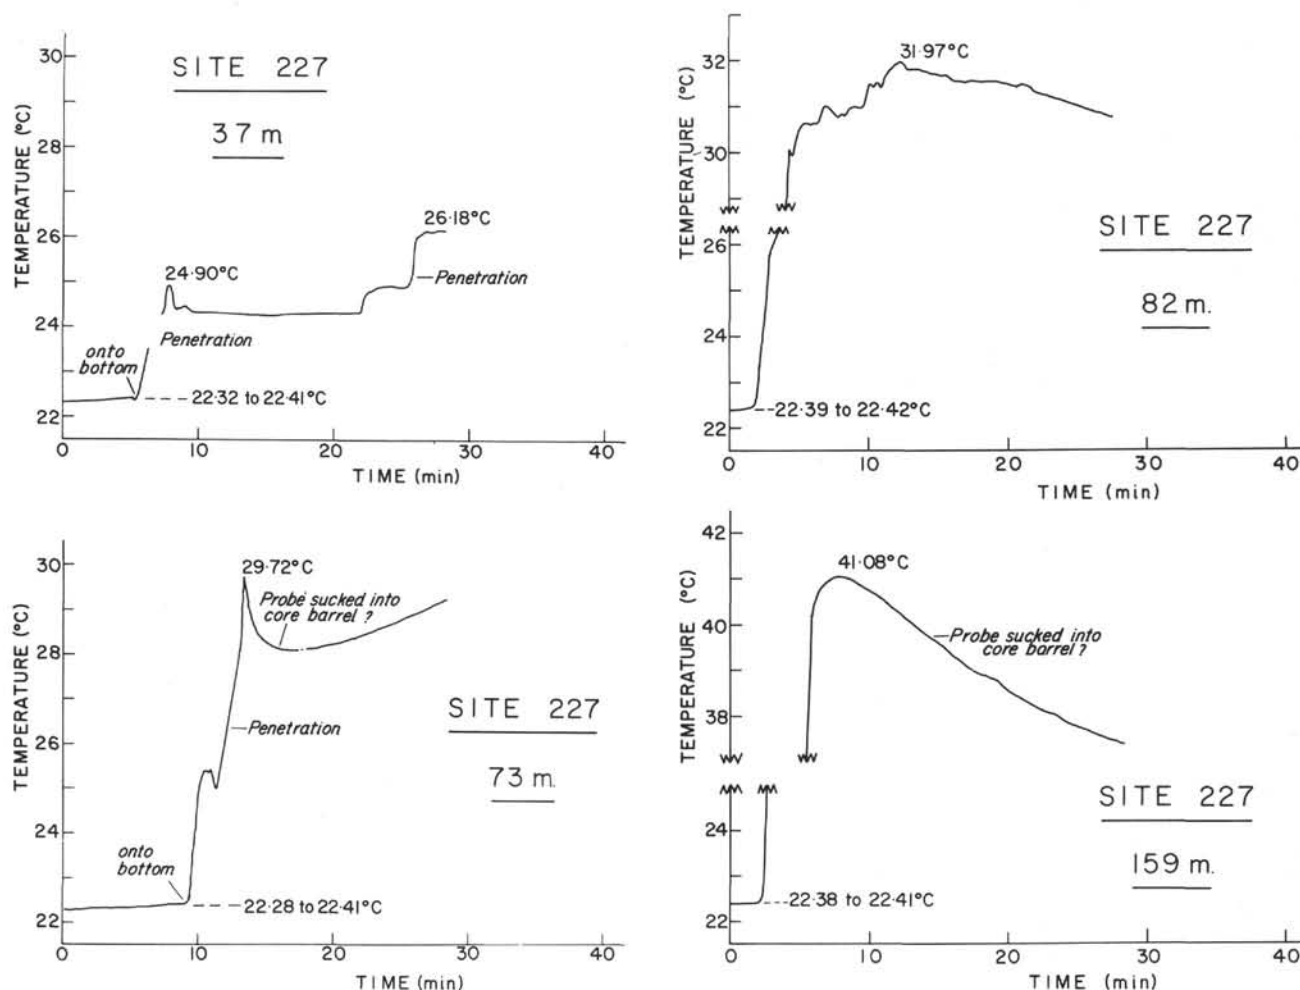 TEMPERATURE (°C)
30
28
26
24
22
SITE 227
37 m
24·90°C
26·18°C
Penetration
Penetration
onto
bottom
22·32 to 22·41°C
0
10
20
30
40
TIME (min)
TEMPERATURE (°C)
32
30
26
24
22
31·97°C
SITE 227
82 m.
22·39 to 22·42°C
0
10
20
30
40
TIME (min)
TEMPERATURE (°C)
30
28
26
24
22
29·72°C
Probe sucked into
core barrel ?
SITE 227
Penetration
73 m.
onto
bottom
22·28 to 22·41°C
0
10
20
30
40
TIME (min)
TEMPERATURE (°C)
42
40
38
24
22
41·08°C
Probe sucked into
core barrel ?
SITE 227
159 m.
22·38 to 22·41°C
0
10
20
30
40
TIME (min)